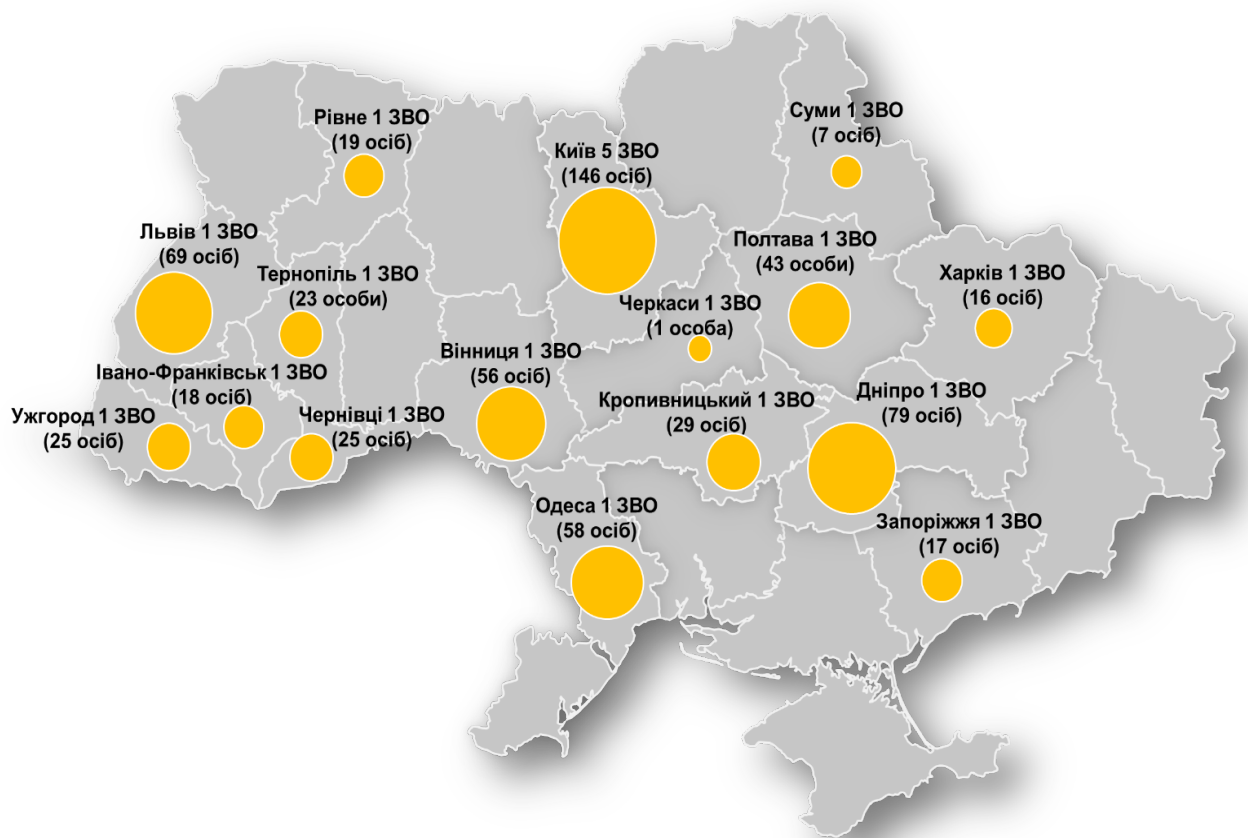 Рівне 1 ЗВО
(19 осіб)
Суми 1 ЗВО
(7 осіб)
Київ 5 ЗВО
(146 осіб)
Львів 1 ЗВО
(69 осіб)
Тернопіль 1 ЗВО
(23 особи)
Полтава 1 ЗВО
(43 особи)
Харків 1 ЗВО
(16 осіб)
Черкаси 1 ЗВО
(1 особа)
Вінниця 1 ЗВО
(56 осіб)
Івано-Франківськ 1 ЗВО
(18 осіб)
Ужгород 1 ЗВО
(25 осіб)
Чернівці 1 ЗВО
(25 осіб)
Кропивницький 1 ЗВО
(29 осіб)
Дніпро 1 ЗВО
(79 осіб)
Одеса 1 ЗВО
(58 осіб)
Запоріжжя 1 ЗВО
(17 осіб)